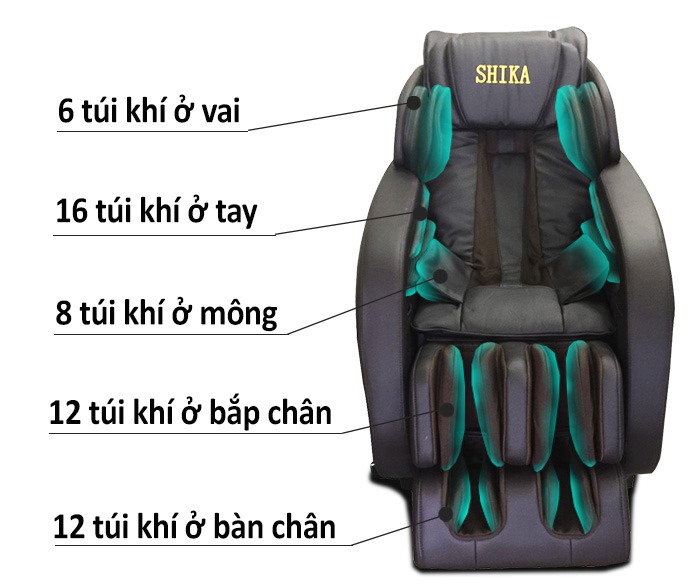 SHIKA
6 túi khí ở vai
16 túi khí ở tay
8 túi khí ở mông
12 túi khí ở bắp chân
12 túi khí ở bàn chân